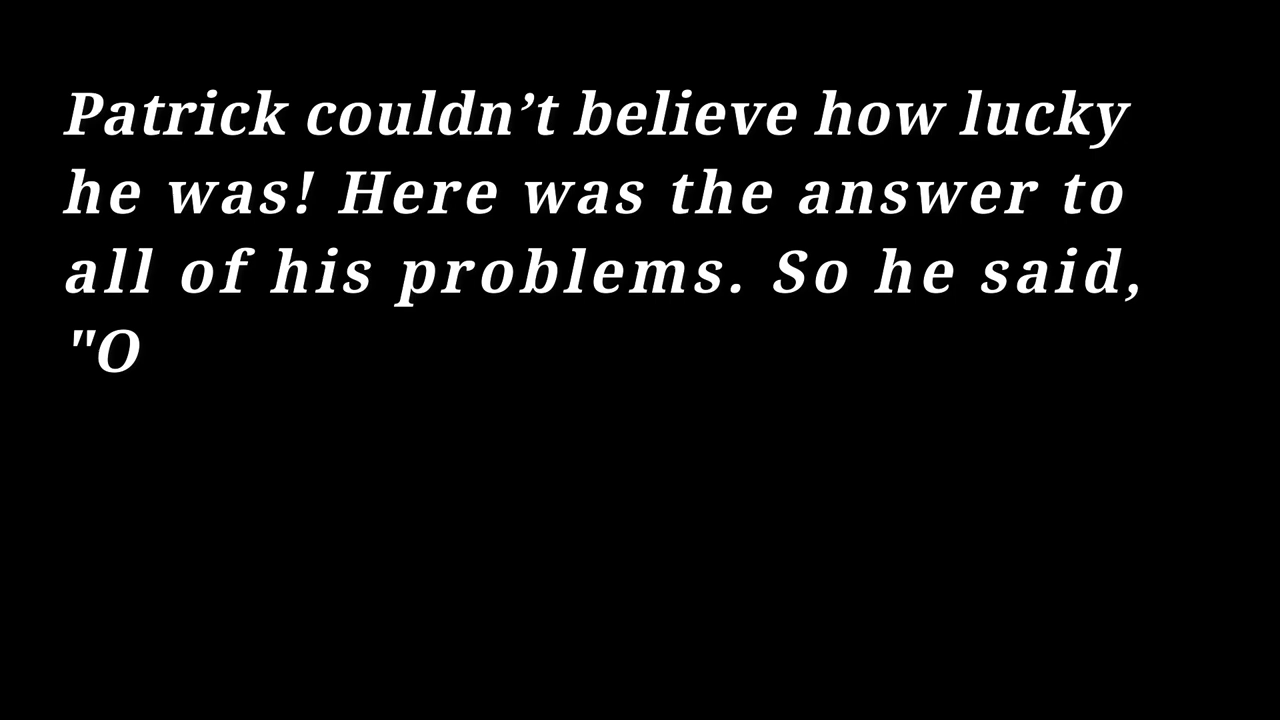 Patrick couldn’t believe how lucky
he was! Here was the answer to
all of his problems. So he said,
"O